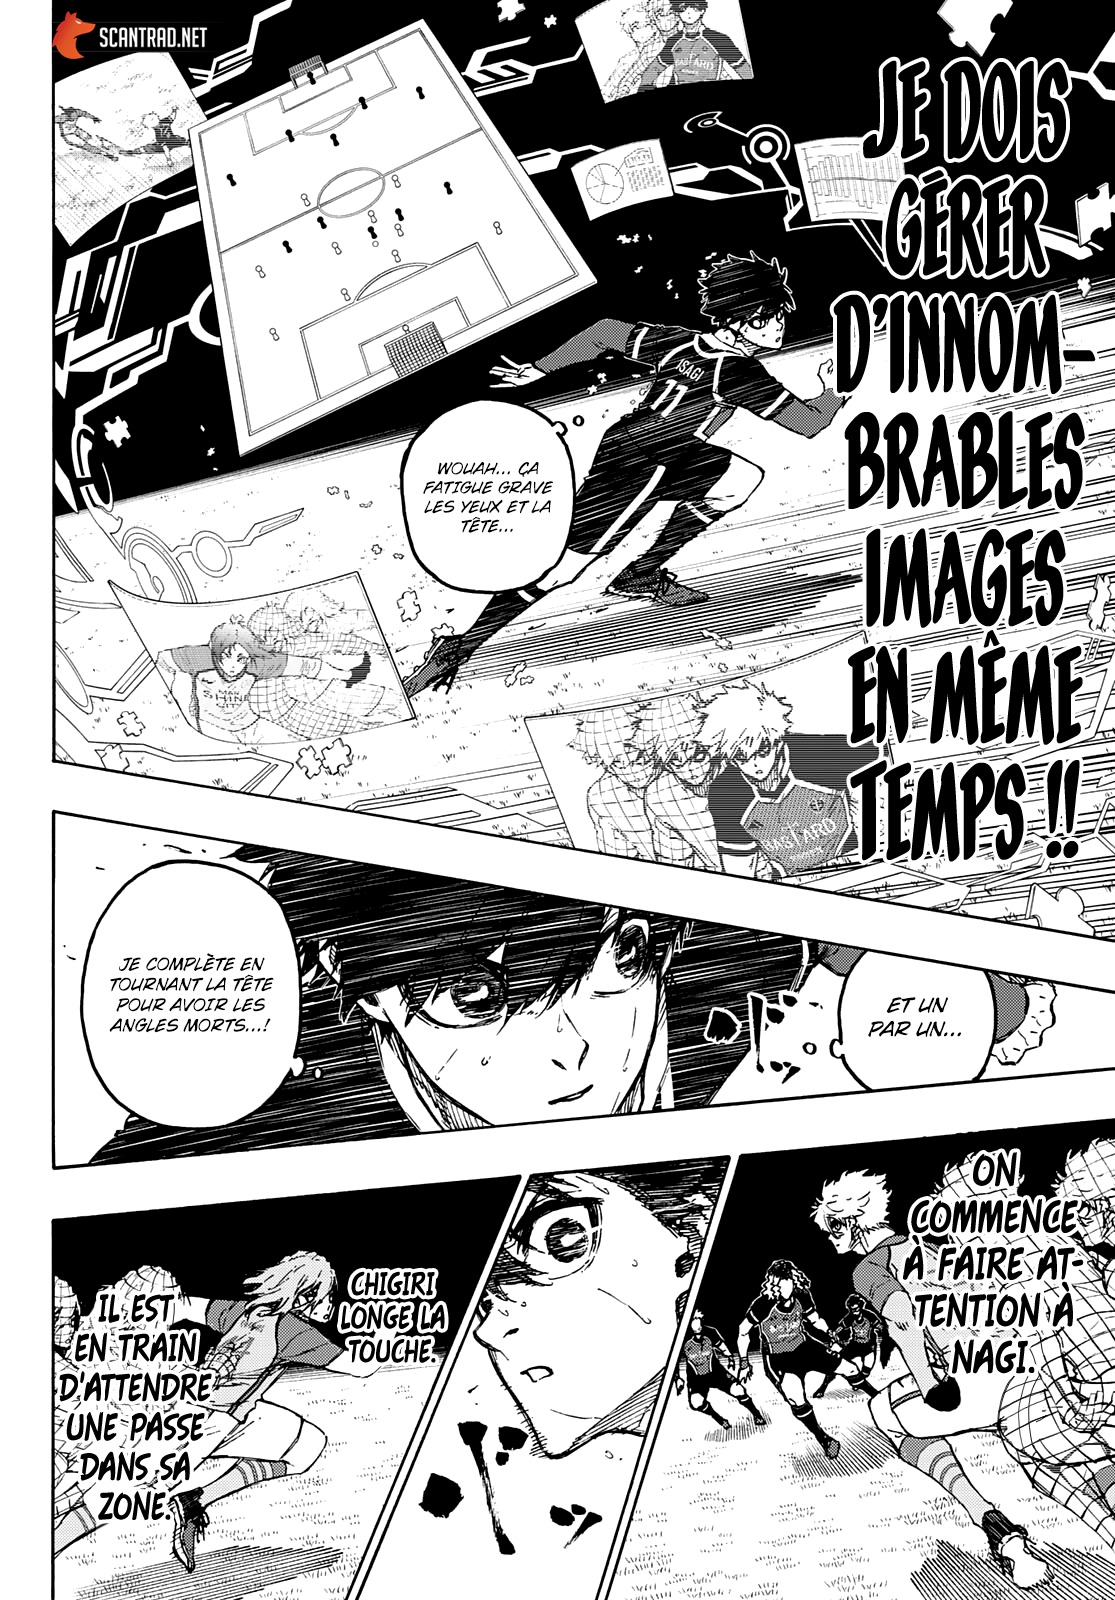 SCANTRAD.NET
JE DOIS
GÉRER
D'INNOM-
BRABLES
IMAGES
EN MÊME
TEMPS !!
BASTARD
ISAGI
11
WOUAH... ÇA
FATIGUE GRAVE
LES YEUX ET LA
TÊTE...
BASTARD
ET UN
PAR UN...
JE COMPLÈTE EN
TOURNANT LA TÊTE
POUR AVOIR LES
ANGLES MORTS...!
ON
COMMENCE
À FAIRE AT-
TENTION À
NAGI.
CHIGIRI
LONGE LA
TOUCHE.
IL EST
EN TRAIN
D'ATTENDRE
UNE PASSE
DANS SA
ZONE.